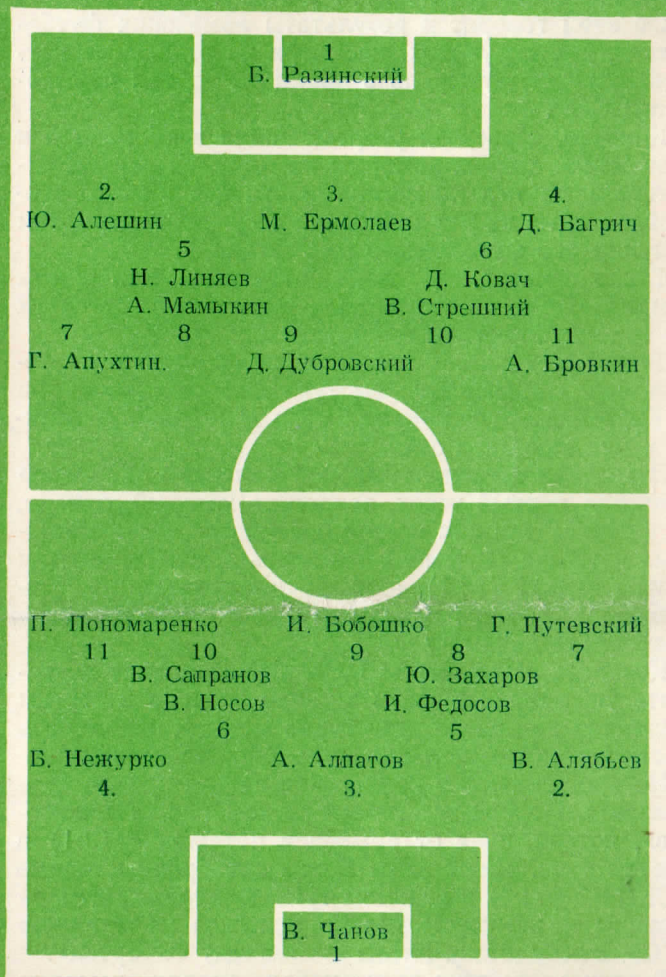 1
Б. Разинский
2. 3. 4.
Ю. Алешин М. Ермолаев Д. Багрич
5 6
Н. Линяев Д. Ковач
А. Мамыкин В. Стрешний
7 8 9 10 11
Г. Апухтин. Д. Дубровский А. Бровкин
П. Пономаренко И. Бобошко Г. Путевский
11 10 9 8 7
В. Сапранов Ю. Захаров
В. Носов И. Федосов
6 5
Б. Нежурко А. Алпатов В. Алябьев
4. 3. 2.
В. Чанов
1